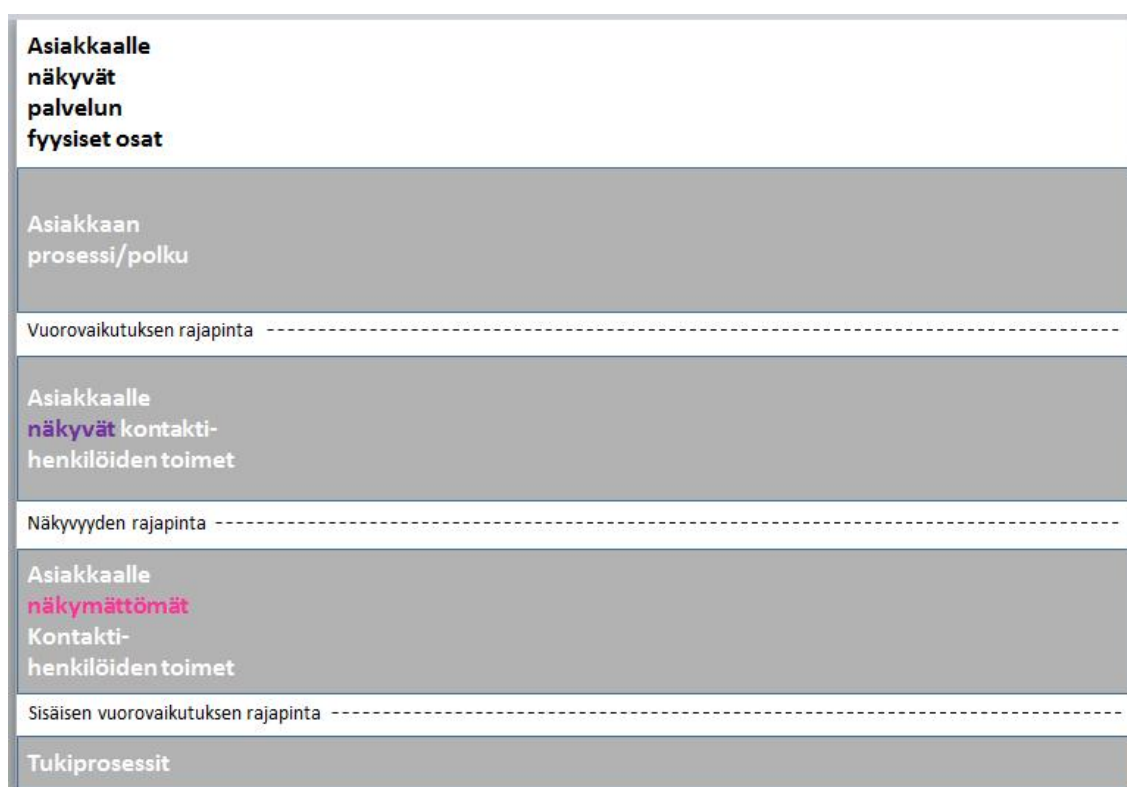 Asiakkaalle
näkyvät
palvelun
fyysiset osat
Asiakkaan
prosessi/polku
Vuorovaikutuksen rajapinta
Asiakkaalle
näkyvät kontakti-
henkilöiden toimet
Näkyvyyden rajapinta
Asiakkaalle
näkymättömät
Kontakti-
henkilöiden toimet
Sisäisen vuorovaikutuksen rajapinta
Tukiprosessit